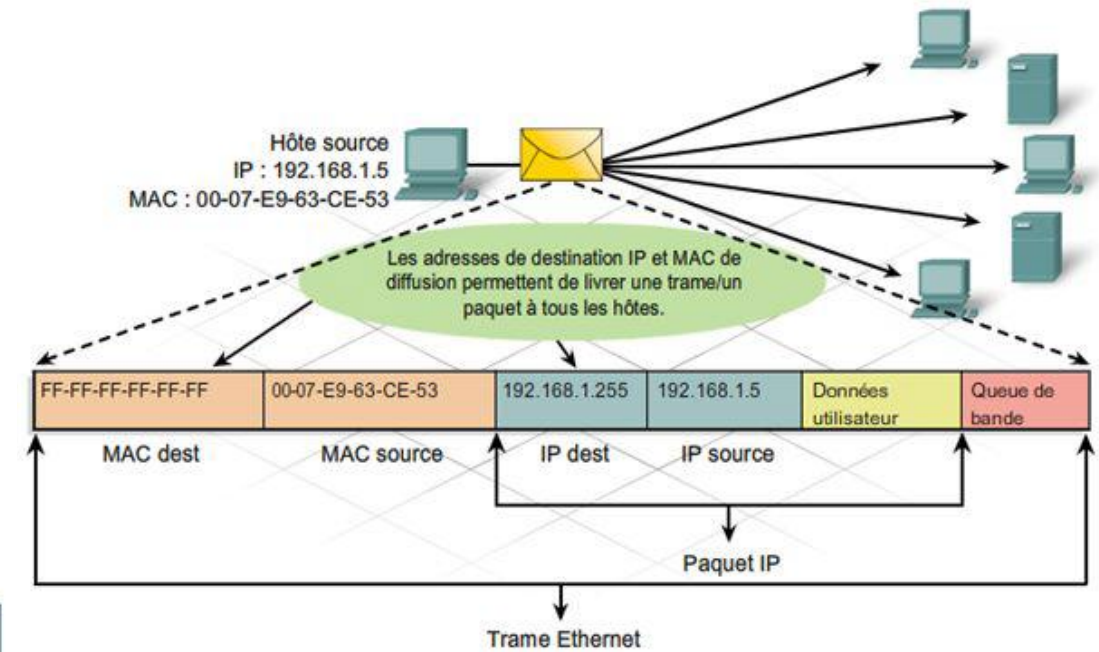 Hôte source
IP : 192.168.1.5
MAC : 00-07-E9-63-CE-53
Les adresses de destination IP et MAC de
diffusion permettent de livrer une trame/un
paquet à tous les hôtes.
FF-FF-FF-FF-FF-FF
00-07-E9-63-CE-53
192.168.1.255
192.168.1.5
Données
utilisateur
Queue de
bande
MAC dest
MAC source
IP dest
IP source
Paquet IP
Trame Ethernet